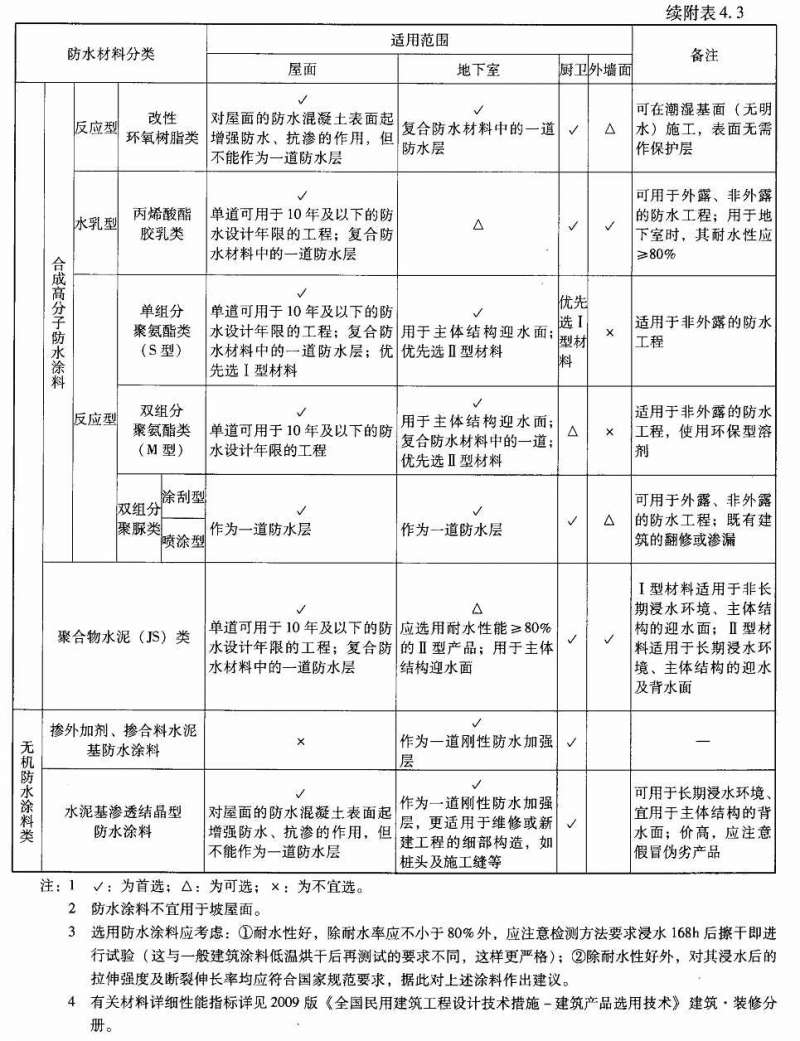 续附表4.3
防水材料分类
适用范围
备注
屋面
地下室
厨卫
外墙面
合成高分子防水涂料
反应型
改性
环氧树脂类
✓
对屋面的防水混凝土表面起
增强防水、抗渗的作用，但
不能作为一道防水层
✓
复合防水材料中的一道
防水层
✓
△
可在潮湿基面（无明
水）施工，表面无需
作保护层
水乳型
丙烯酸酯
胶乳类
✓
单道可用于10年及以下的防
水设计年限的工程；复合防
水材料中的一道防水层
△
✓
✓
可用于外露、非外露
的防水工程；用于地
下室时，其耐水性应
≥80%
反应型
单组分
聚氨酯类
（S型）
✓
单道可用于10年及以下的防
水设计年限的工程；复合防
水材料中的一道防水层；优
先选Ⅰ型材料
✓
用于主体结构迎水面；
优先选Ⅱ型材料
优先
选Ⅰ
型材
料
×
适用于非外露的防水
工程
双组分
聚氨酯类
（M型）
✓
单道可用于10年及以下的防
水设计年限的工程
✓
用于主体结构迎水面；
复合防水材料中的一道；
优先选Ⅱ型材料
△
×
适用于非外露的防水
工程，使用环保型溶
剂
双组分
聚脲类
涂刮型
喷涂型
✓
作为一道防水层
✓
作为一道防水层
✓
△
可用于外露、非外露
的防水工程；既有建
筑的翻修或渗漏
聚合物水泥（JS）类
✓
单道可用于10年及以下的防
水设计年限的工程；复合防
水材料中的一道防水层
△
应选用耐水性能≥80%
的Ⅱ型产品；用于主体
结构迎水面
✓
✓
Ⅰ型材料适用于非长
期浸水环境、主体结
构的迎水面；Ⅱ型材
料适用于长期浸水环
境、主体结构的迎水
及背水面
无机防水涂料类
掺外加剂、掺合料水泥
基防水涂料
×
✓
作为一道刚性防水加强
层
✓
—
水泥基渗透结晶型
防水涂料
✓
对屋面的防水混凝土表面起
增强防水、抗渗的作用，但
不能作为一道防水层
✓
作为一道刚性防水加强
层，更适用于维修或新
建工程的细部构造，如
桩头及施工缝等
✓
可用于长期浸水环境、
宜用于主体结构的背
水面；价高，应注意
假冒伪劣产品
注：1 ✓：为首选；△：为可选；×：为不宜选。
2 防水涂料不宜用于坡屋面。
3 选用防水涂料应考虑：①耐水性好，除耐水率应不小于80%外，应注意检测方法要求浸水168h后擦干即进
行试验（这与一般建筑涂料低温烘干后再测试的要求不同，这样更严格）；②除耐水性好外，对其浸水后的
拉伸强度及断裂伸长率均应符合国家规范要求，据此对上述涂料作出建议。
4 有关材料详细性能指标详见2009版《全国民用建筑工程设计技术措施－建筑产品选用技术》建筑·装修分
册。